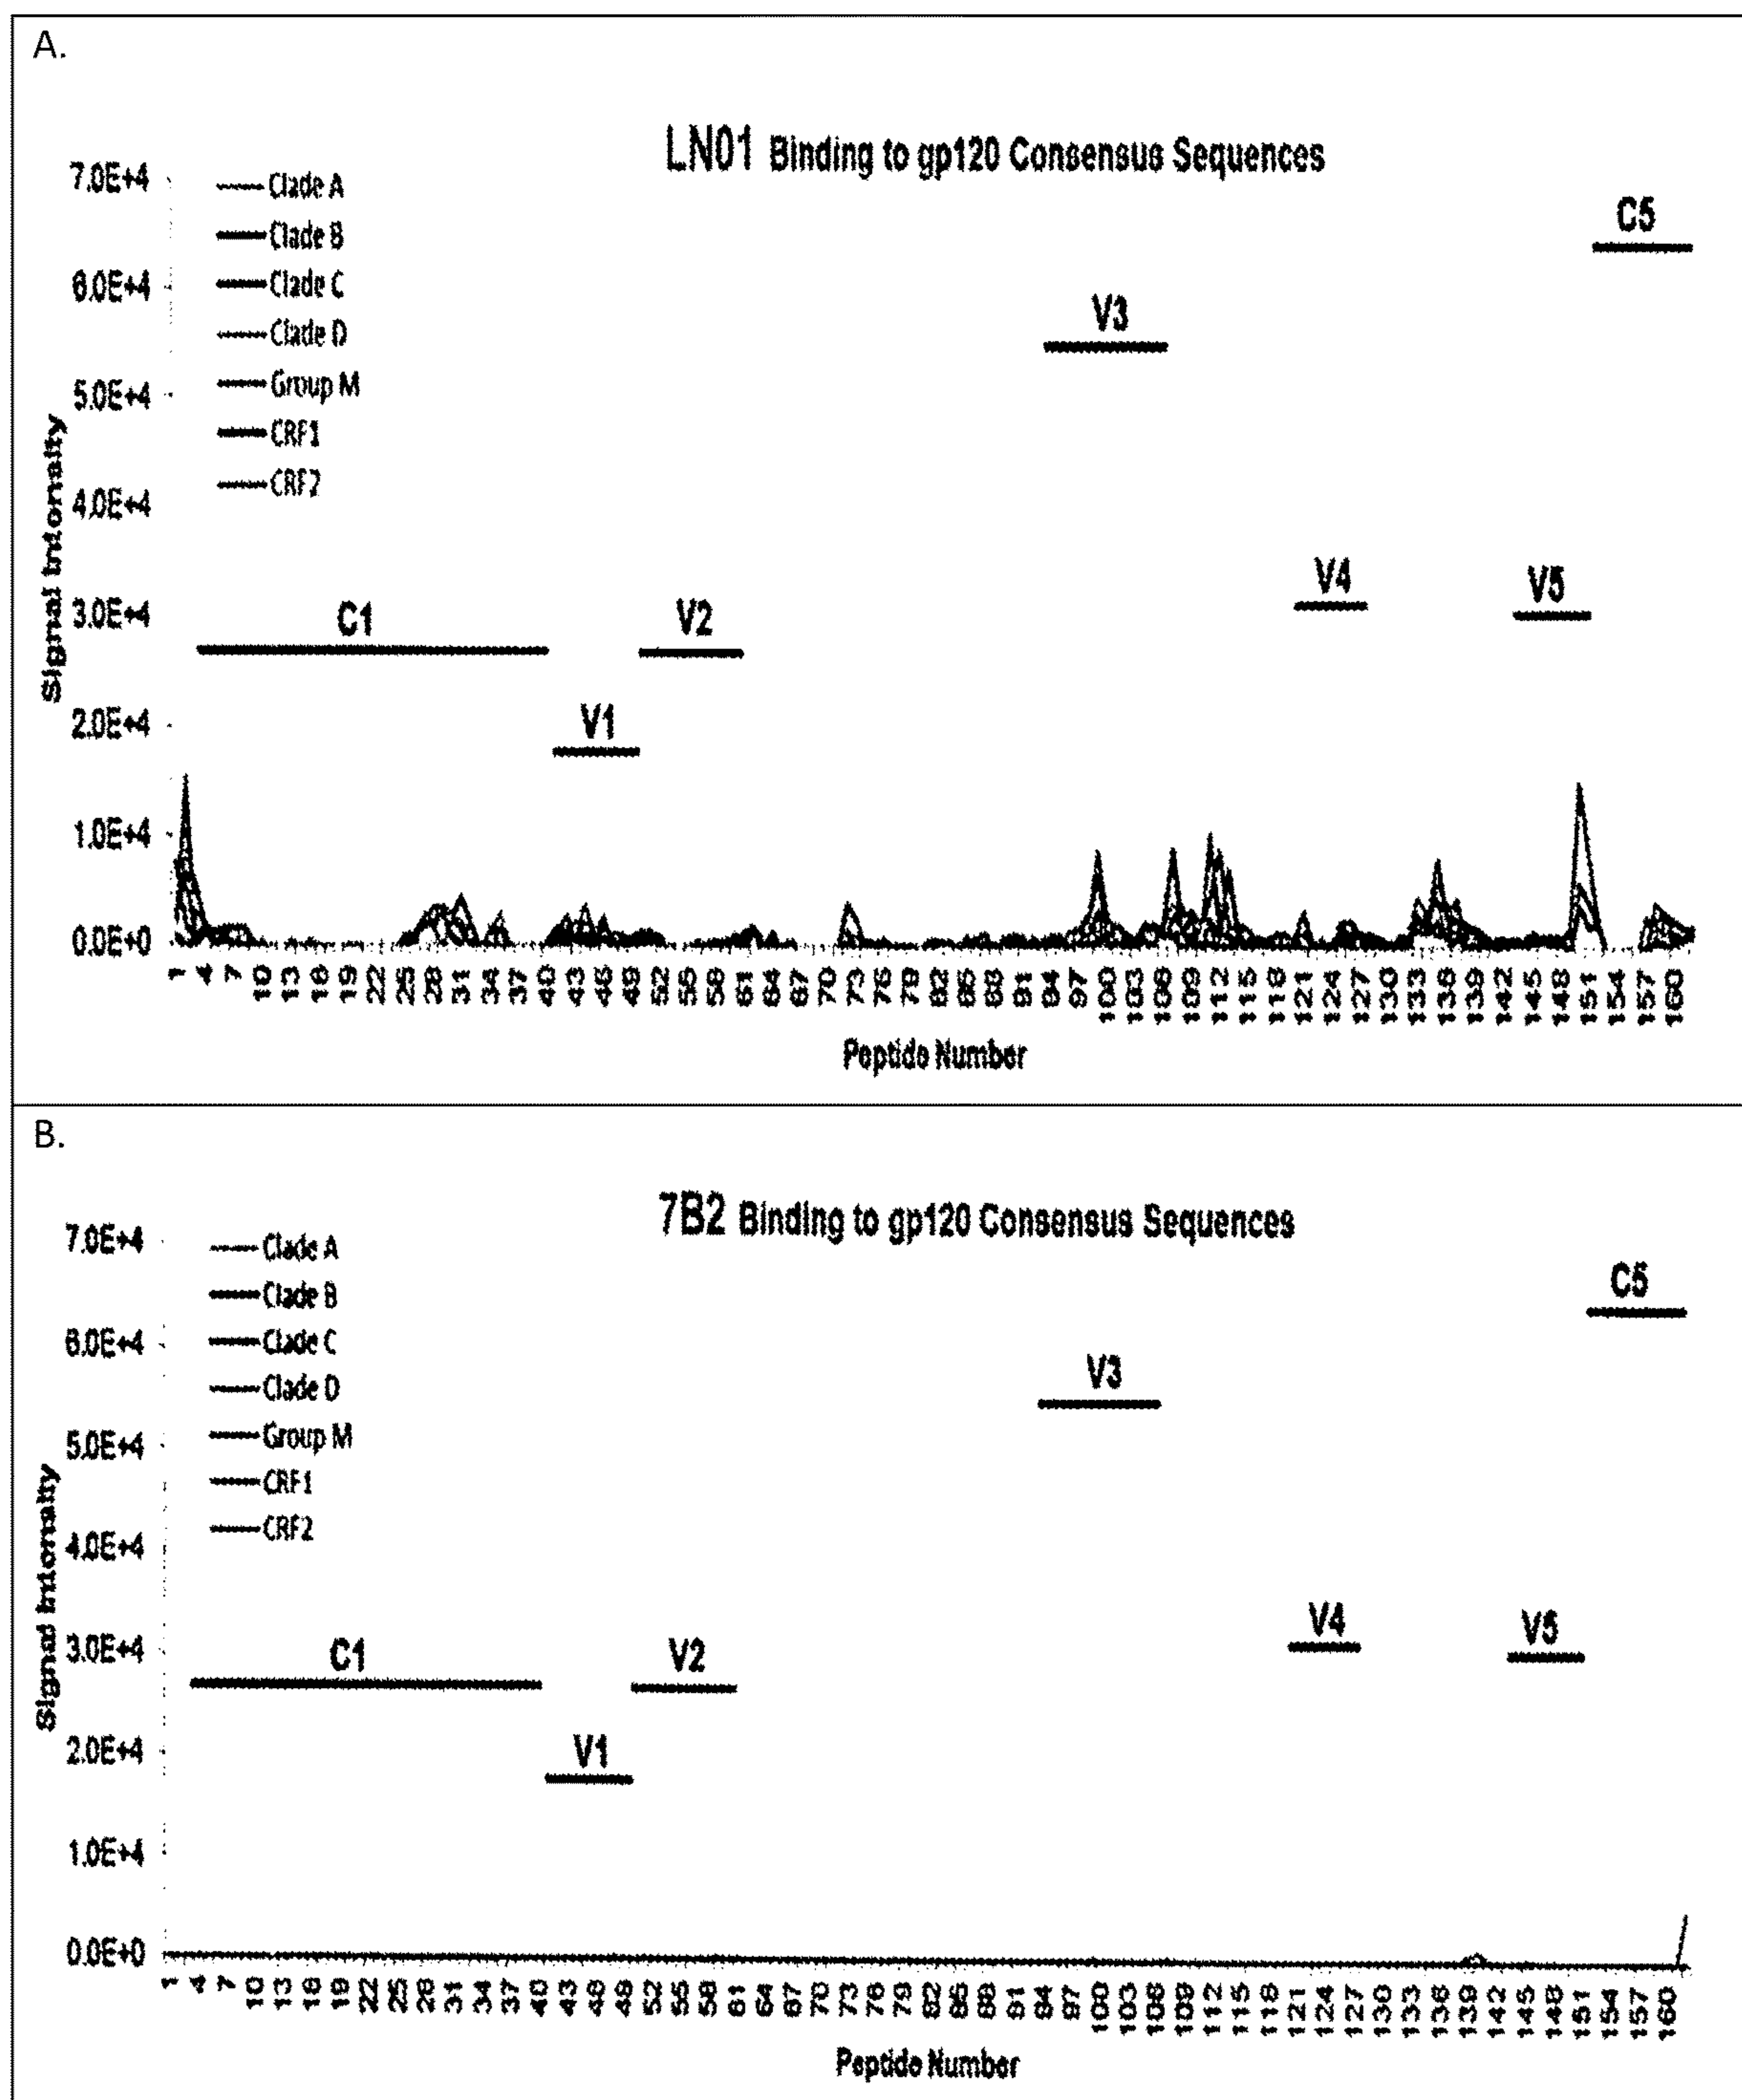 A.
LN01 Binding to gp120 Consensus Sequences
7.0E+4
6.0E+4
5.0E+4
4.0E+4
3.0E+4
2.0E+4
1.0E+4
0.0E+0
Signal Intensity
Clade A
Clade B
Clade C
Clade D
Group M
CRF1
CRF2
C1
V1
V2
V3
V4
V5
C5
1 4 7 10 13 16 19 22 25 28 31 34 37 40 43 46 49 52 55 58 61 64 67 70 73 76 79 82 85 88 91 94 97 100 103 106 109 112 115 118 121 124 127 130 133 136 139 142 145 148 151 154 157 160
Peptide Number
B.
7B2 Binding to gp120 Consensus Sequences
7.0E+4
6.0E+4
5.0E+4
4.0E+4
3.0E+4
2.0E+4
1.0E+4
0.0E+0
Signal Intensity
Clade A
Clade B
Clade C
Clade D
Group M
CRF1
CRF2
C1
V1
V2
V3
V4
V5
C5
1 4 7 10 13 16 19 22 25 28 31 34 37 40 43 46 49 52 55 58 61 64 67 70 73 76 79 82 85 88 91 94 97 100 103 106 109 112 115 118 121 124 127 130 133 136 139 142 145 148 151 154 157 160
Peptide Number